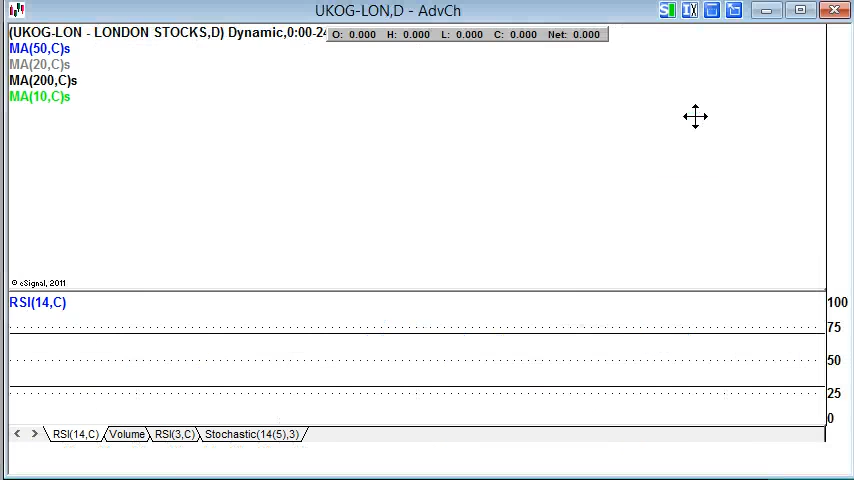 UKOG-LON,D - AdvCh
(UKOG-LON - LONDON STOCKS,D) Dynamic,0:00-24
O: 0.000 H: 0.000 L: 0.000 C: 0.000 Net: 0.000
MA(50,C)s
MA(20,C)s
MA(200,C)s
MA(10,C)s
© eSignal, 2011
RSI(14,C)
100
75
50
25
0
RSI(14,C) Volume RSI(3,C) Stochastic(14(5),3)